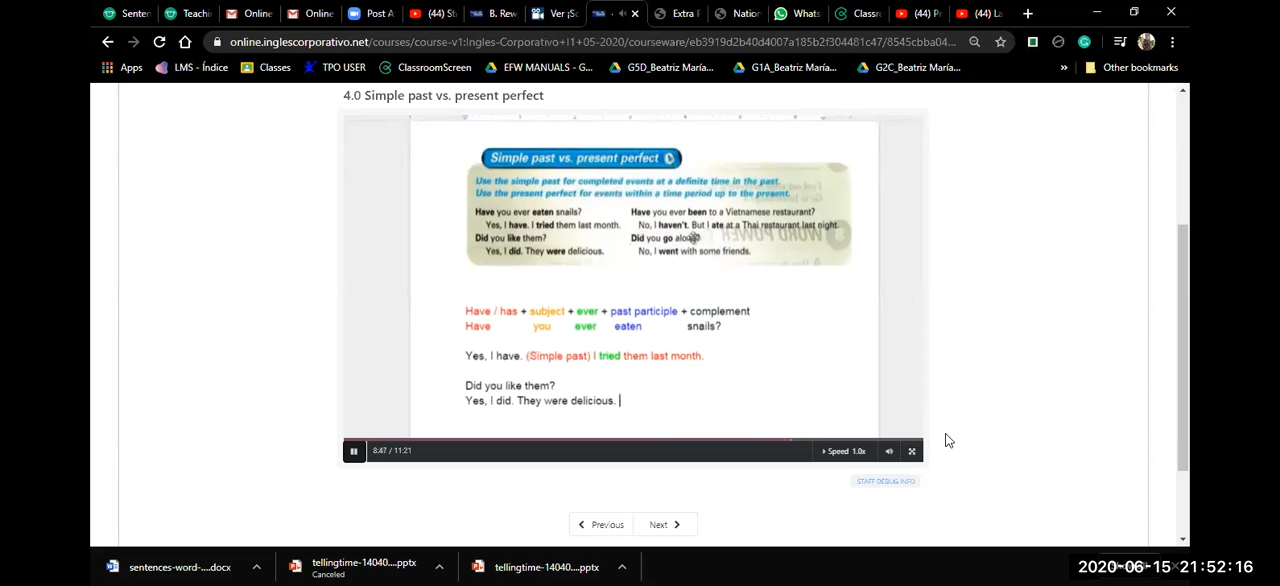 Senten
Teachi
Online
Online
Post A
(44) St
B. Rew
Ver ¡Sc
Extra F
Nation
Whats
Classro
(44) Pr
(44) La
online.inglescorporativo.net/courses/course-v1:Ingles-Corporativo+I1+05-2020/courseware/eb3919d2b40d4007a185b2f304481c47/8545cbba04...
Apps
LMS - Índice
Classes
TPO USER
ClassroomScreen
EFW MANUALS - G...
G5D_Beatriz María...
G1A_Beatriz María...
G2C_Beatriz María...
Other bookmarks
4.0 Simple past vs. present perfect
Simple past vs. present perfect
Use the simple past for completed events at a definite time in the past.
Use the present perfect for events within a time period up to the present.
Have you ever eaten snails?
Yes, I have. I tried them last month.
Did you like them?
Yes, I did. They were delicious.
Have you ever been to a Vietnamese restaurant?
No, I haven't. But I ate at a Thai restaurant last night.
Did you go alone?
No, I went with some friends.
WORD POWER
Have / has + subject + ever + past participle + complement
Have you ever eaten snails?
Yes, I have. (Simple past) I tried them last month.
Did you like them?
Yes, I did. They were delicious.
8:47 / 11:21
Speed 1.0x
STAFF DEBUG INFO
Previous
Next
sentences-word-....docx
tellingtime-14040....pptx
Canceled
tellingtime-14040....pptx
2020-06-15 21:52:16